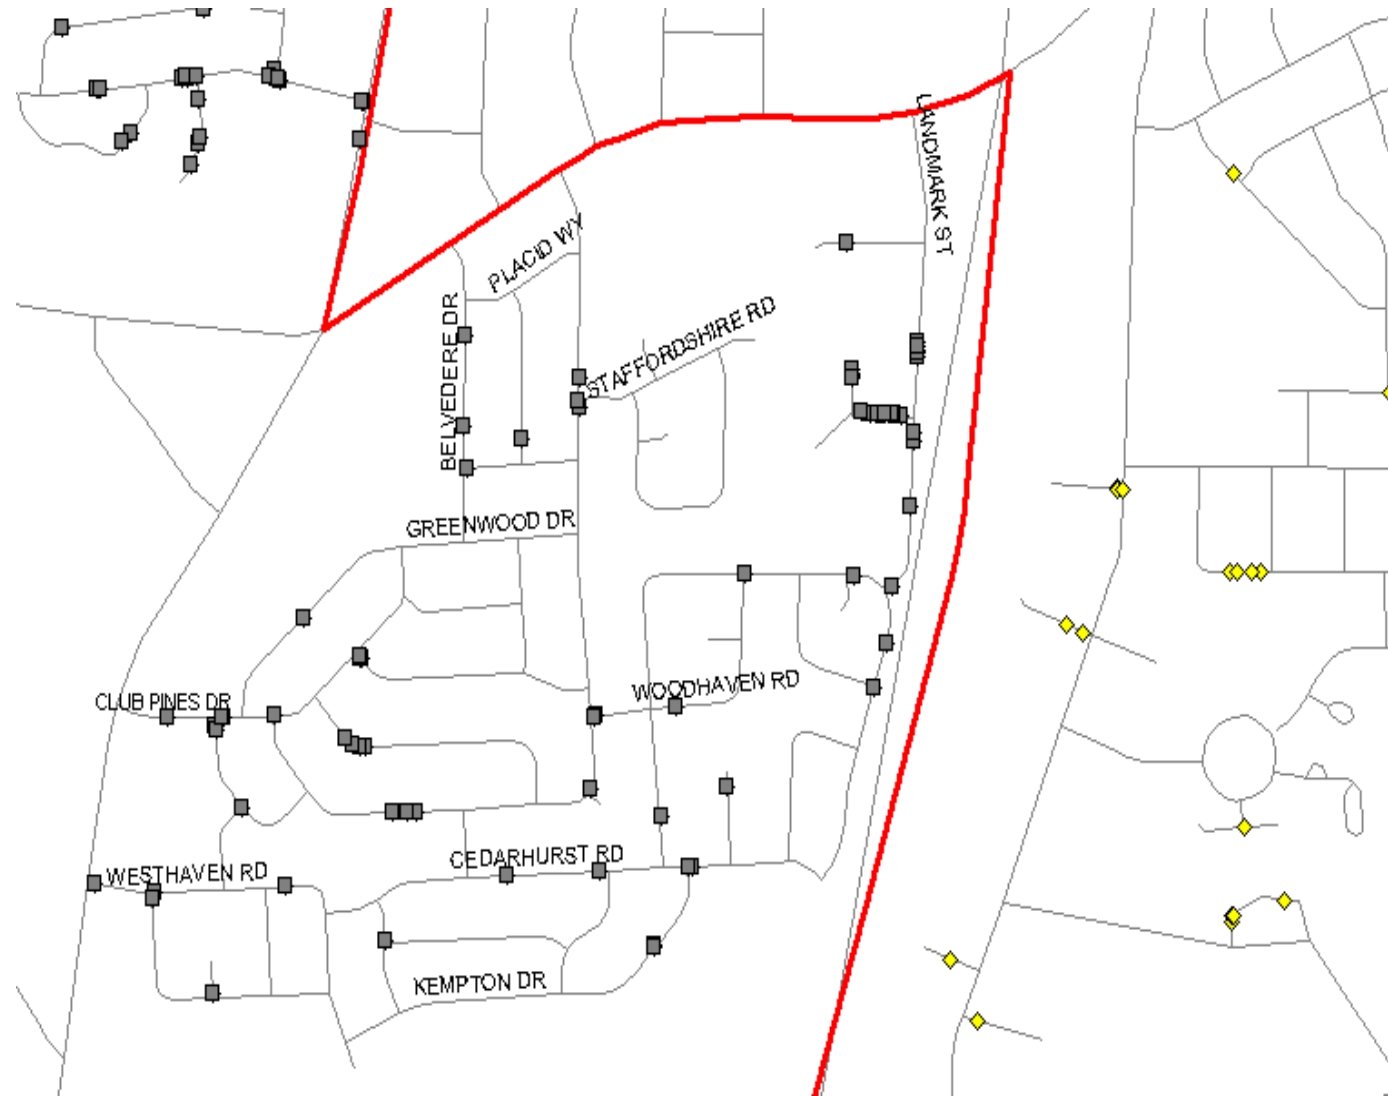 LANDMARK ST
PLACID WY
BELVEDERE DR
STAFFORDSHIRE RD
GREENWOOD DR
WOODHAVEN RD
CLUB PINES DR
CEDARHURST RD
WESTHAVEN RD
KEMPTON DR